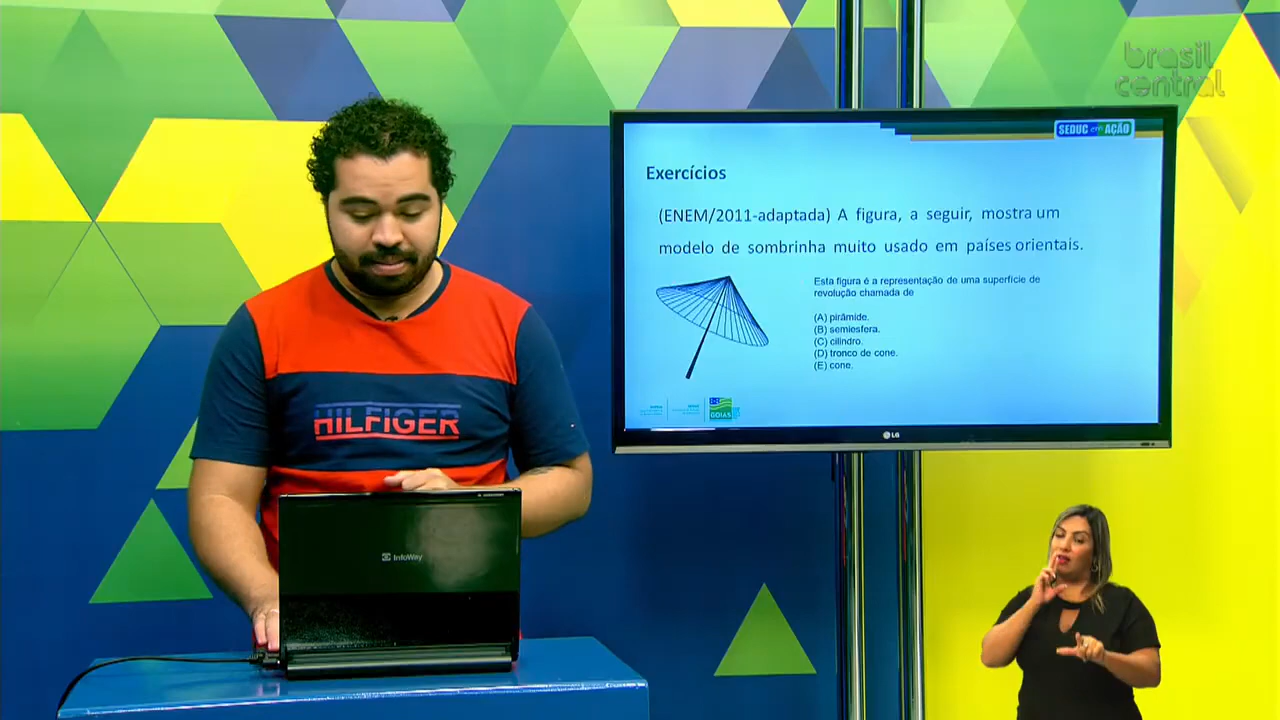 brasil
central
SEDUC em AÇÃO
Exercícios
(ENEM/2011-adaptada) A figura, a seguir, mostra um
modelo de sombrinha muito usado em países orientais.
Esta figura é a representação de uma superfície de
revolução chamada de
(A) pirâmide.
(B) semiesfera.
(C) cilindro.
(D) tronco de cone.
(E) cone.
GOIÁS
LG
HILFIGER
InfoWay